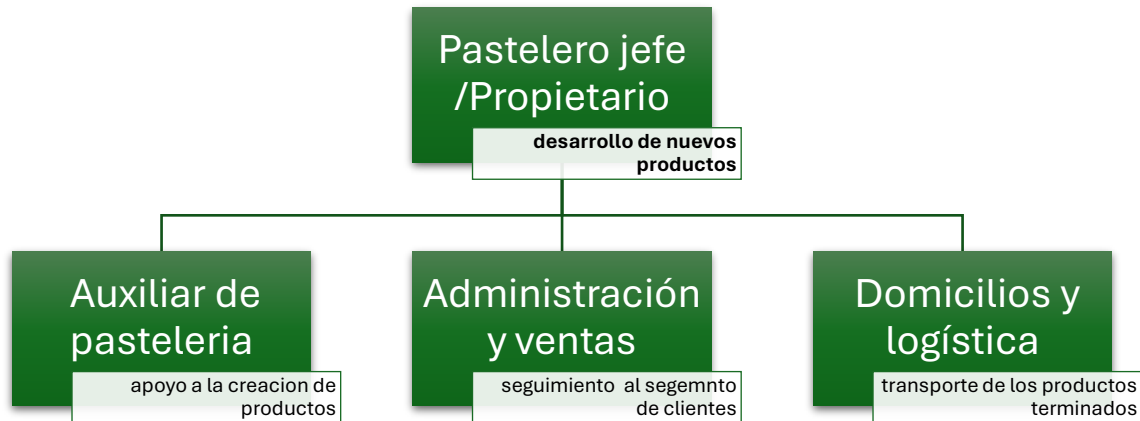 Pastelero jefe
/Propietario
desarrollo de nuevos
productos
Auxiliar de
pasteleria
apoyo a la creacion de
productos
Administración
y ventas
seguimiento al segemnto
de clientes
Domicilios y
logística
transporte de los productos
terminados